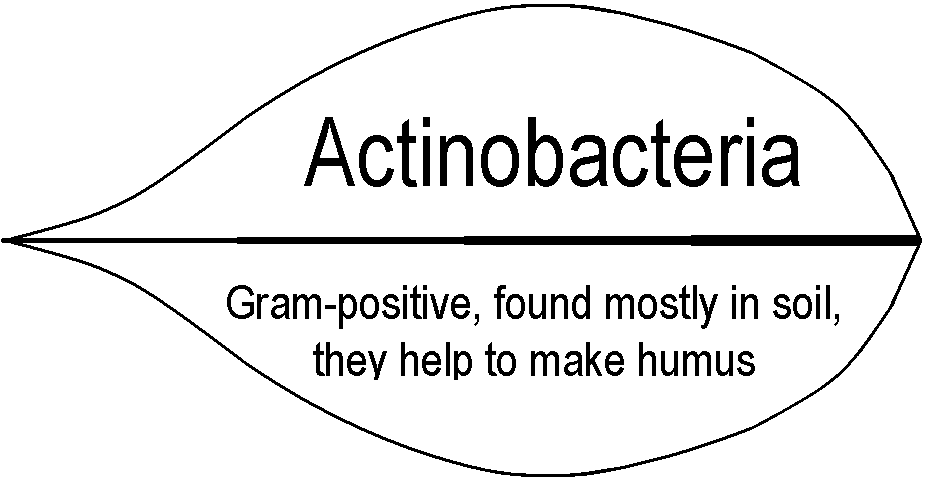 Actinobacteria
Gram-positive, found mostly in soil,
they help to make humus